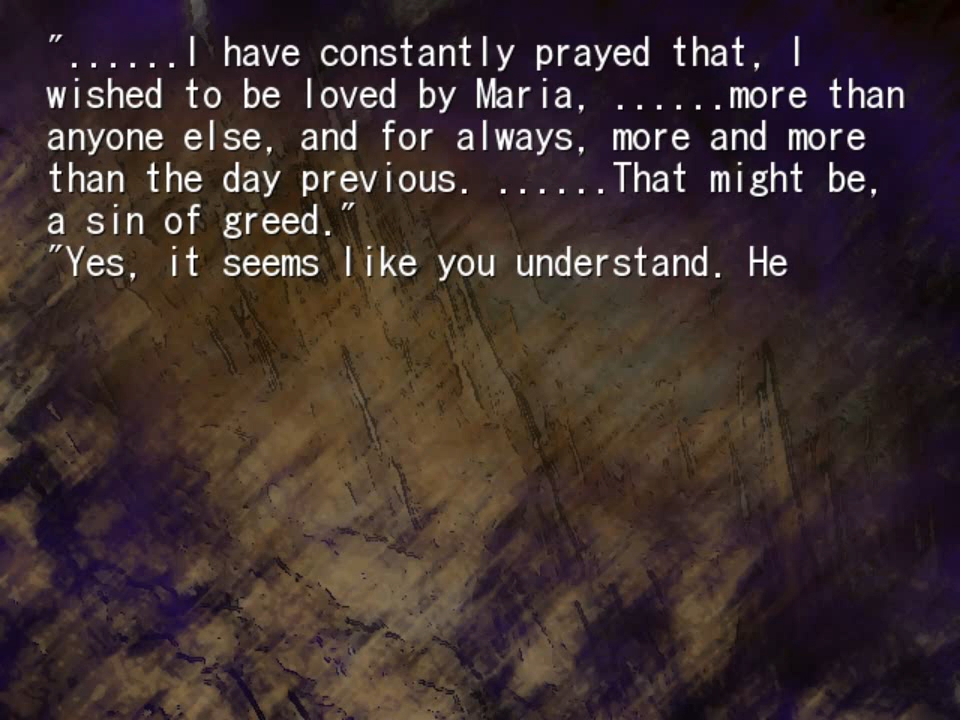 "......I have constantly prayed that, I
wished to be loved by Maria, ......more than
anyone else, and for always, more and more
than the day previous. ......That might be,
a sin of greed."
"Yes, it seems like you understand. He